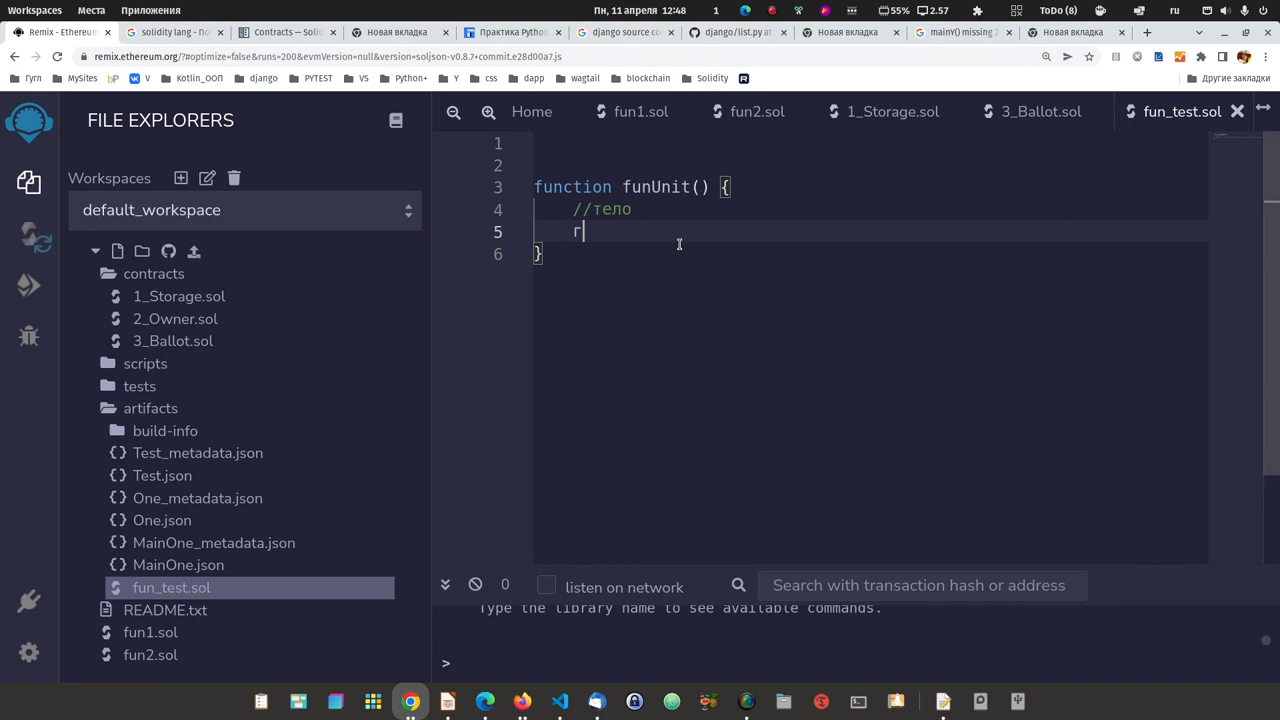 Места
Приложения
Пн, 11 апреля 12:48
55%
2.57
ToDo (8)
ru
Remix - Ethereu
solidity lang - По
Contracts — Solid
Новая вкладка
Практика Python
django source co
django/list.py at
mainY() missing 2
Новая вкладка
remix.ethereum.org/?#optimize=false&runs=200&evmVersion=null&version=soljson-v0.8.7+commit.e28d00a7.js
Гугл
MySites
V
Kotlin_ООП
django
PYTEST
VS
Python+
Y
css
dapp
wagtail
blockchain
Solidity
Другие закладки
FILE EXPLORERS
Workspaces
default_workspace
contracts
1_Storage.sol
2_Owner.sol
3_Ballot.sol
scripts
tests
artifacts
build-info
Test_metadata.json
Test.json
One_metadata.json
One.json
MainOne_metadata.json
MainOne.json
fun_test.sol
README.txt
fun1.sol
fun2.sol
Home
fun1.sol
fun2.sol
1_Storage.sol
3_Ballot.sol
fun_test.sol
1
2
3 function funUnit() {
4 //тело
5 г
6 }
0
listen on network
Search with transaction hash or address
Type the library name to see available commands.
>